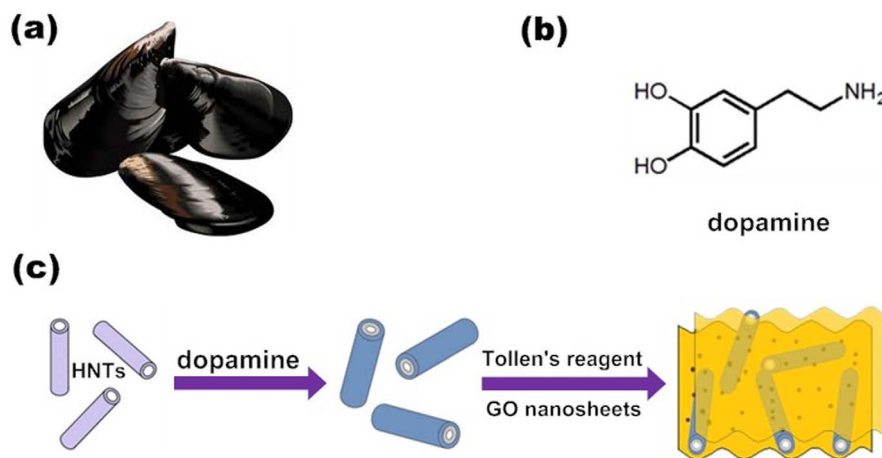 (a)
(b)
HO
HO
NH2
dopamine
(c)
HNTs
dopamine
Tollen's reagent
GO nanosheets